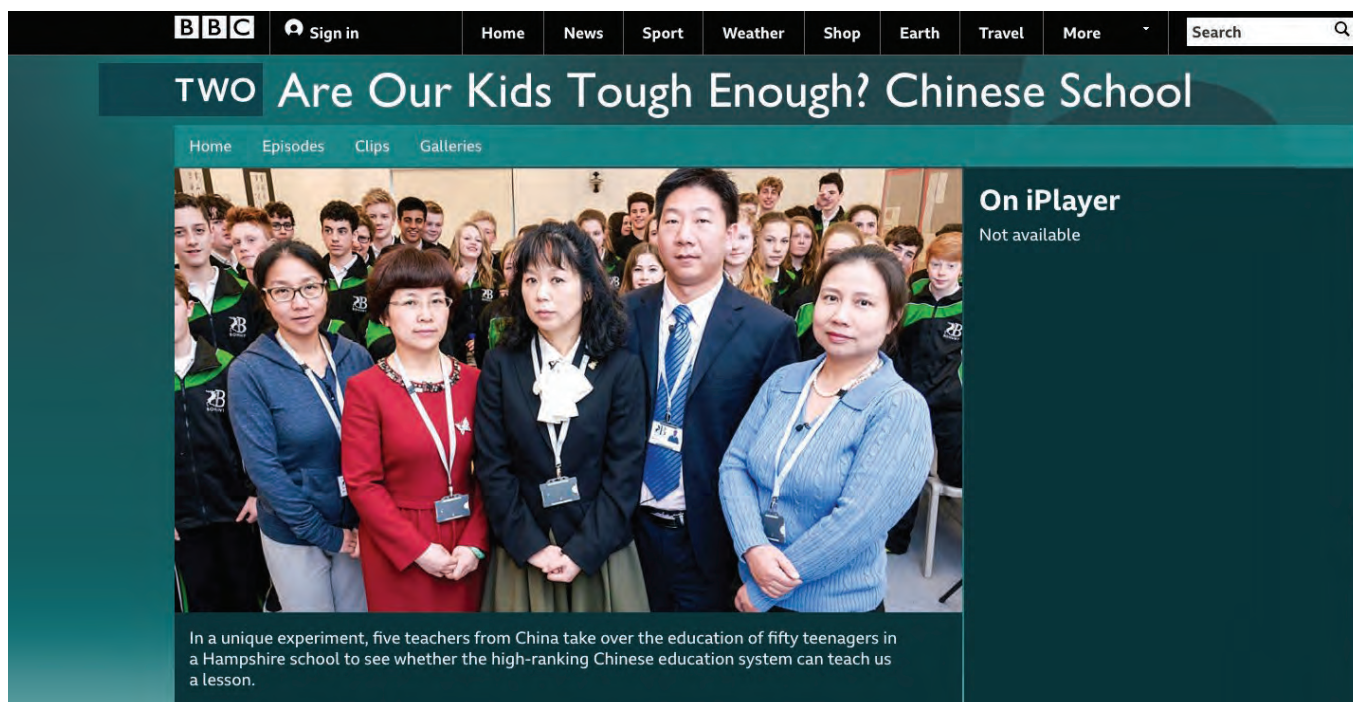 BBC Sign in Home News Sport Weather Shop Earth Travel More Search
TWO Are Our Kids Tough Enough? Chinese School
Home Episodes Clips Galleries
On iPlayer
Not available
In a unique experiment, five teachers from China take over the education of fifty teenagers in
a Hampshire school to see whether the high-ranking Chinese education system can teach us
a lesson.